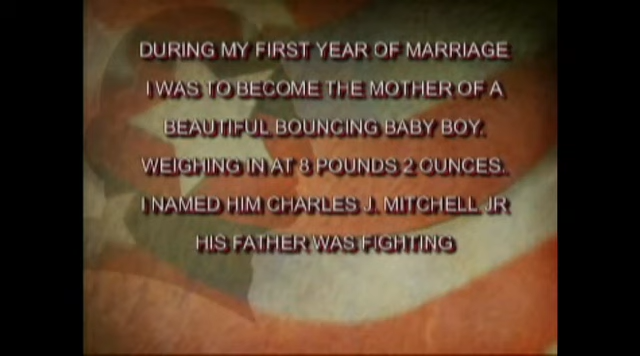 DURING MY FIRST YEAR OF MARRIAGE
I WAS TO BECOME THE MOTHER OF A
BEAUTIFUL BOUNCING BABY BOY.
WEIGHING IN AT 8 POUNDS 2 OUNCES.
I NAMED HIM CHARLES J. MITCHELL JR
HIS FATHER WAS FIGHTING